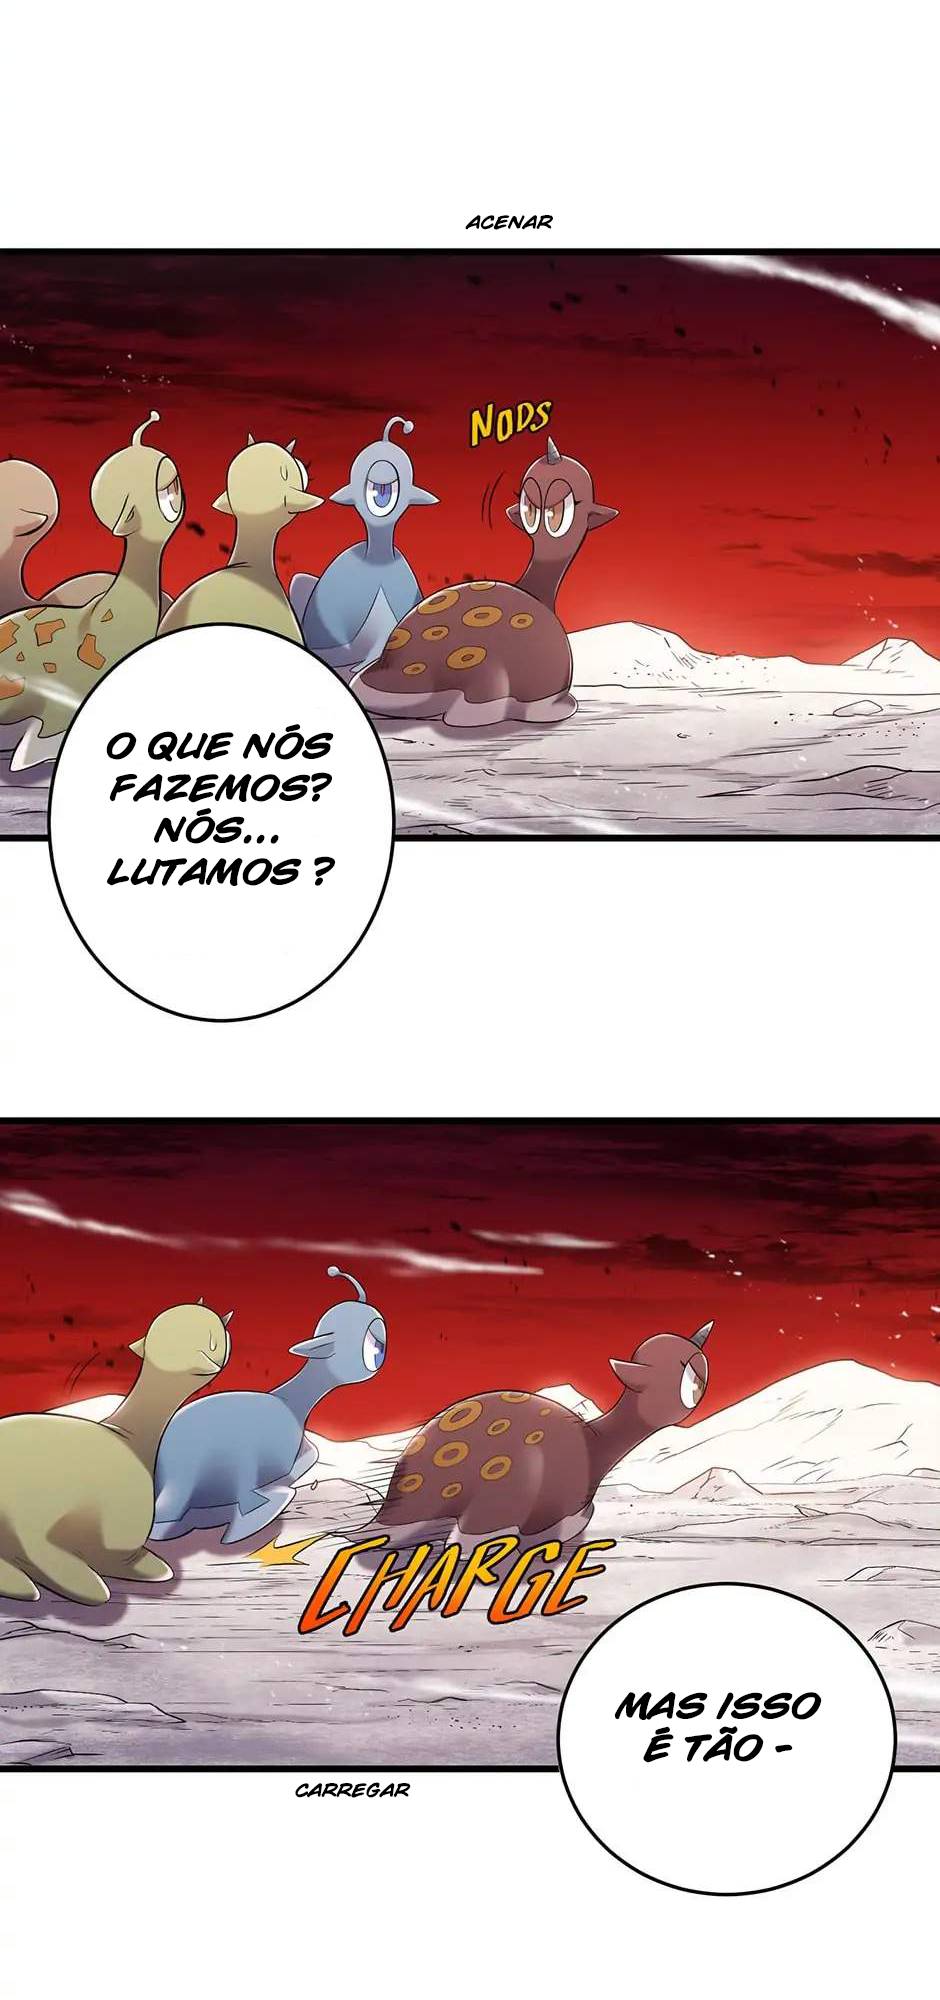 ACENAR
NODS
O QUE NÓS
FAZEMOS?
NÓS...
LUTAMOS ?
CHARGE
MAS ISSO
É TÃO -
CARREGAR